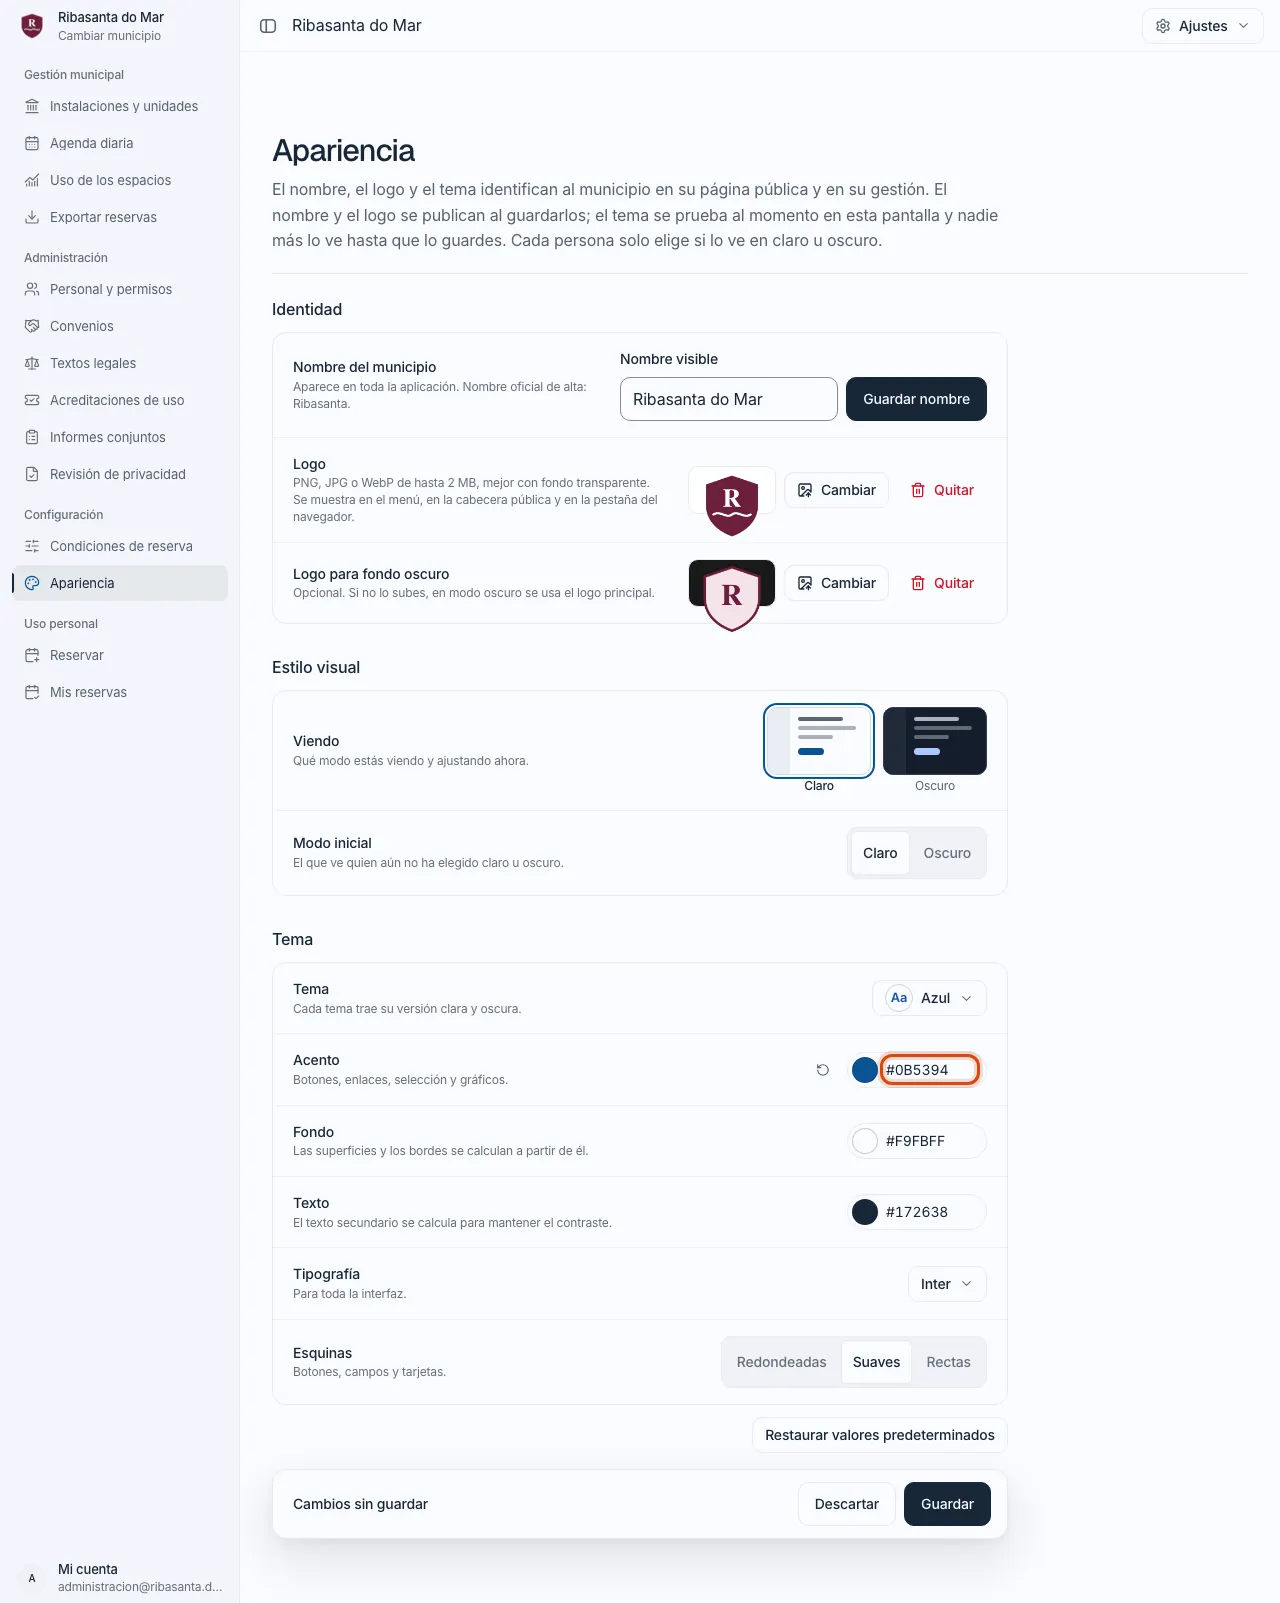 R
Ribasanta do Mar
Cambiar municipio
Gestión municipal
Instalaciones y unidades
Agenda diaria
Uso de los espacios
Exportar reservas
Administración
Personal y permisos
Convenios
Textos legales
Acreditaciones de uso
Informes conjuntos
Revisión de privacidad
Configuración
Condiciones de reserva
Apariencia
Uso personal
Reservar
Mis reservas
A
Mi cuenta
administracion@ribasanta.d...
Ribasanta do Mar
Ajustes
Apariencia
El nombre, el logo y el tema identifican al municipio en su página pública y en su gestión. El
nombre y el logo se publican al guardarlos; el tema se prueba al momento en esta pantalla y nadie
más lo ve hasta que lo guardes. Cada persona solo elige si lo ve en claro u oscuro.
Identidad
Nombre del municipio
Aparece en toda la aplicación. Nombre oficial de alta:
Ribasanta.
Nombre visible
Ribasanta do Mar
Guardar nombre
Logo
PNG, JPG o WebP de hasta 2 MB, mejor con fondo transparente.
Se muestra en el menú, en la cabecera pública y en la pestaña del
navegador.
R
Cambiar
Quitar
Logo para fondo oscuro
Opcional. Si no lo subes, en modo oscuro se usa el logo principal.
R
Cambiar
Quitar
Estilo visual
Viendo
Qué modo estás viendo y ajustando ahora.
Claro
Oscuro
Modo inicial
El que ve quien aún no ha elegido claro u oscuro.
Claro
Oscuro
Tema
Tema
Cada tema trae su versión clara y oscura.
Aa
Azul
Acento
Botones, enlaces, selección y gráficos.
#0B5394
Fondo
Las superficies y los bordes se calculan a partir de él.
#F9FBFF
Texto
El texto secundario se calcula para mantener el contraste.
#172638
Tipografía
Para toda la interfaz.
Inter
Esquinas
Botones, campos y tarjetas.
Redondeadas
Suaves
Rectas
Restaurar valores predeterminados
Cambios sin guardar
Descartar
Guardar